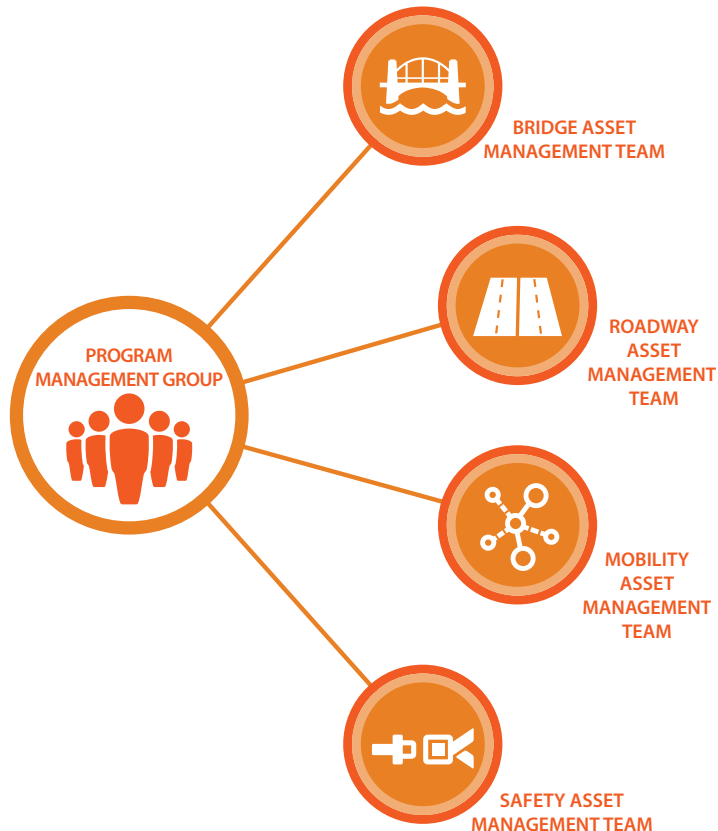 BRIDGE ASSET
MANAGEMENT TEAM
PROGRAM
MANAGEMENT GROUP
ROADWAY
ASSET
MANAGEMENT
TEAM
MOBILITY
ASSET
MANAGEMENT
TEAM
SAFETY ASSET
MANAGEMENT TEAM